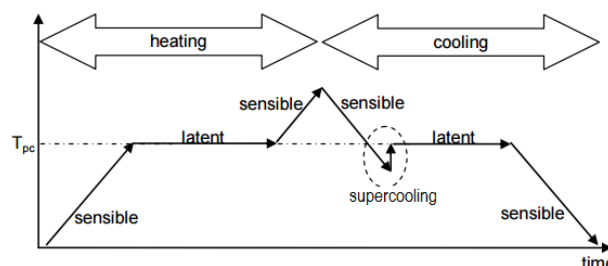 heating
cooling
sensible
sensible
T_pc
latent
latent
supercooling
sensible
sensible
time